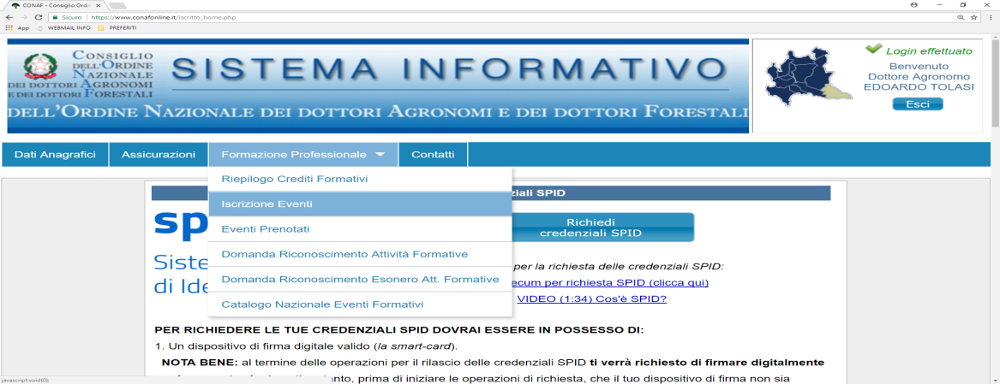 CONAF - Consiglio Ordin
Sicuro | https://www.conafonline.it/iscritto_home.php
App WEBMAIL INFO PREFERITI
CONSIGLIO
DELL'ORDINE
NAZIONALE
DEI DOTTORI AGRONOMI
E DEI DOTTORI FORESTALI
SISTEMA INFORMATIVO
DELL'ORDINE NAZIONALE DEI DOTTORI AGRONOMI E DEI DOTTORI FORESTALI
Login effettuato
Benvenuto
Dottore Agronomo
EDOARDO TOLASI
Esci
Dati Anagrafici Assicurazioni Formazione Professionale Contatti
Riepilogo Crediti Formativi
Iscrizione Eventi
Eventi Prenotati
Domanda Riconoscimento Attività Formative
Domanda Riconoscimento Esonero Att. Formative
Catalogo Nazionale Eventi Formativi
ziali SPID
sp
Richiedi
credenziali SPID
Siste
di Ide
per la richiesta delle credenziali SPID:
ecum per richiesta SPID (clicca qui)
VIDEO (1:34) Cos'è SPID?
PER RICHIEDERE LE TUE CREDENZIALI SPID DOVRAI ESSERE IN POSSESSO DI:
1. Un dispositivo di firma digitale valido (la smart-card).
NOTA BENE: al termine delle operazioni per il rilascio delle credenziali SPID ti verrà richiesto di firmare digitalmente
nto, prima di iniziare le operazioni di richiesta, che il tuo dispositivo di firma non sia
javascript:void(0);